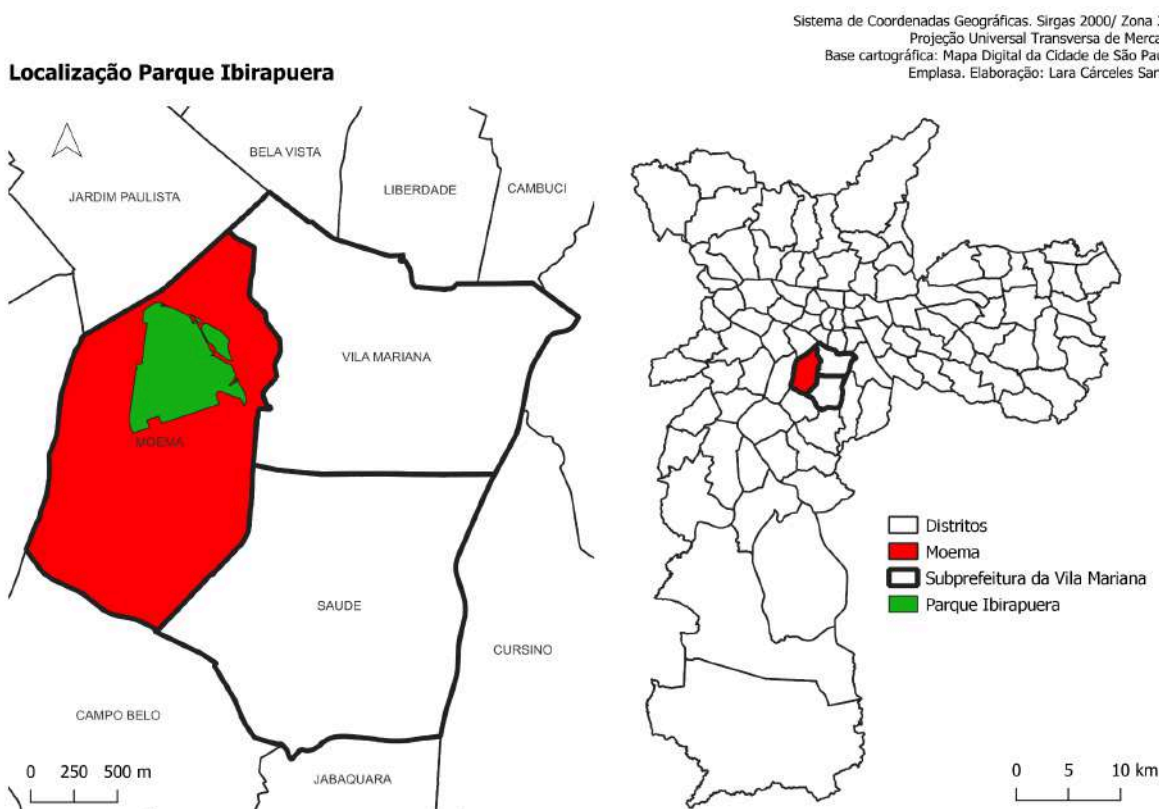 Sistema de Coordenadas Geográficas. Sirgas 2000/ Zona
Projeção Universal Transversa de Merca
Base cartográfica: Mapa Digital da Cidade de São Pau
Emplasa. Elaboração: Lara Cárceles San
Localização Parque Ibirapuera
BELA VISTA
JARDIM PAULISTA
LIBERDADE
CAMBUCI
VILA MARIANA
MOEMA
SAUDE
CURSINO
CAMPO BELO
JABAQUARA
0 250 500 m
Distritos
Moema
Subprefeitura da Vila Mariana
Parque Ibirapuera
0 5 10 km